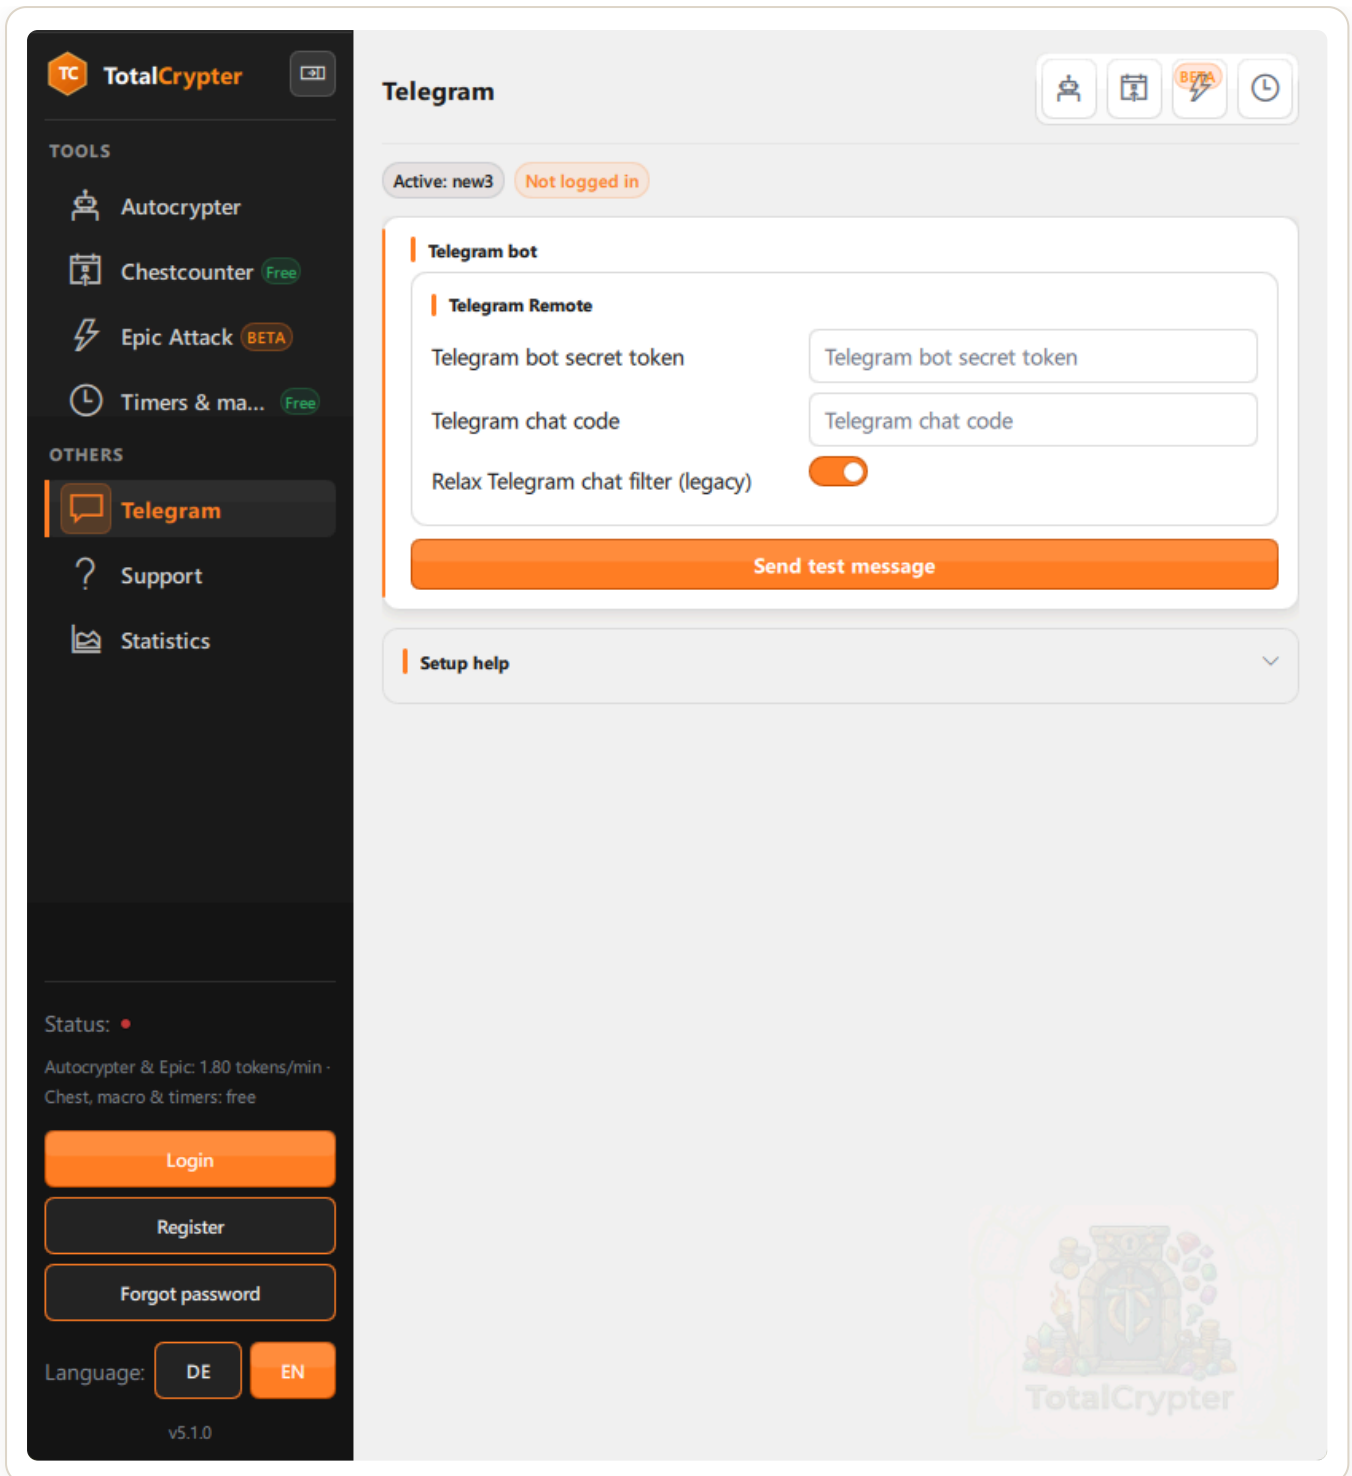 TC TotalCrypter
TOOLS
Autocrypter
Chestcounter Free
Epic Attack BETA
Timers & ma... Free
OTHERS
Telegram
Support
Statistics
Status:
Autocrypter & Epic: 1.80 tokens/min ·
Chest, macro & timers: free
Login
Register
Forgot password
Language: DE EN
v5.1.0
Telegram
BETA
Active: new3 Not logged in
Telegram bot
Telegram Remote
Telegram bot secret token Telegram bot secret token
Telegram chat code Telegram chat code
Relax Telegram chat filter (legacy)
Send test message
Setup help
TotalCrypter